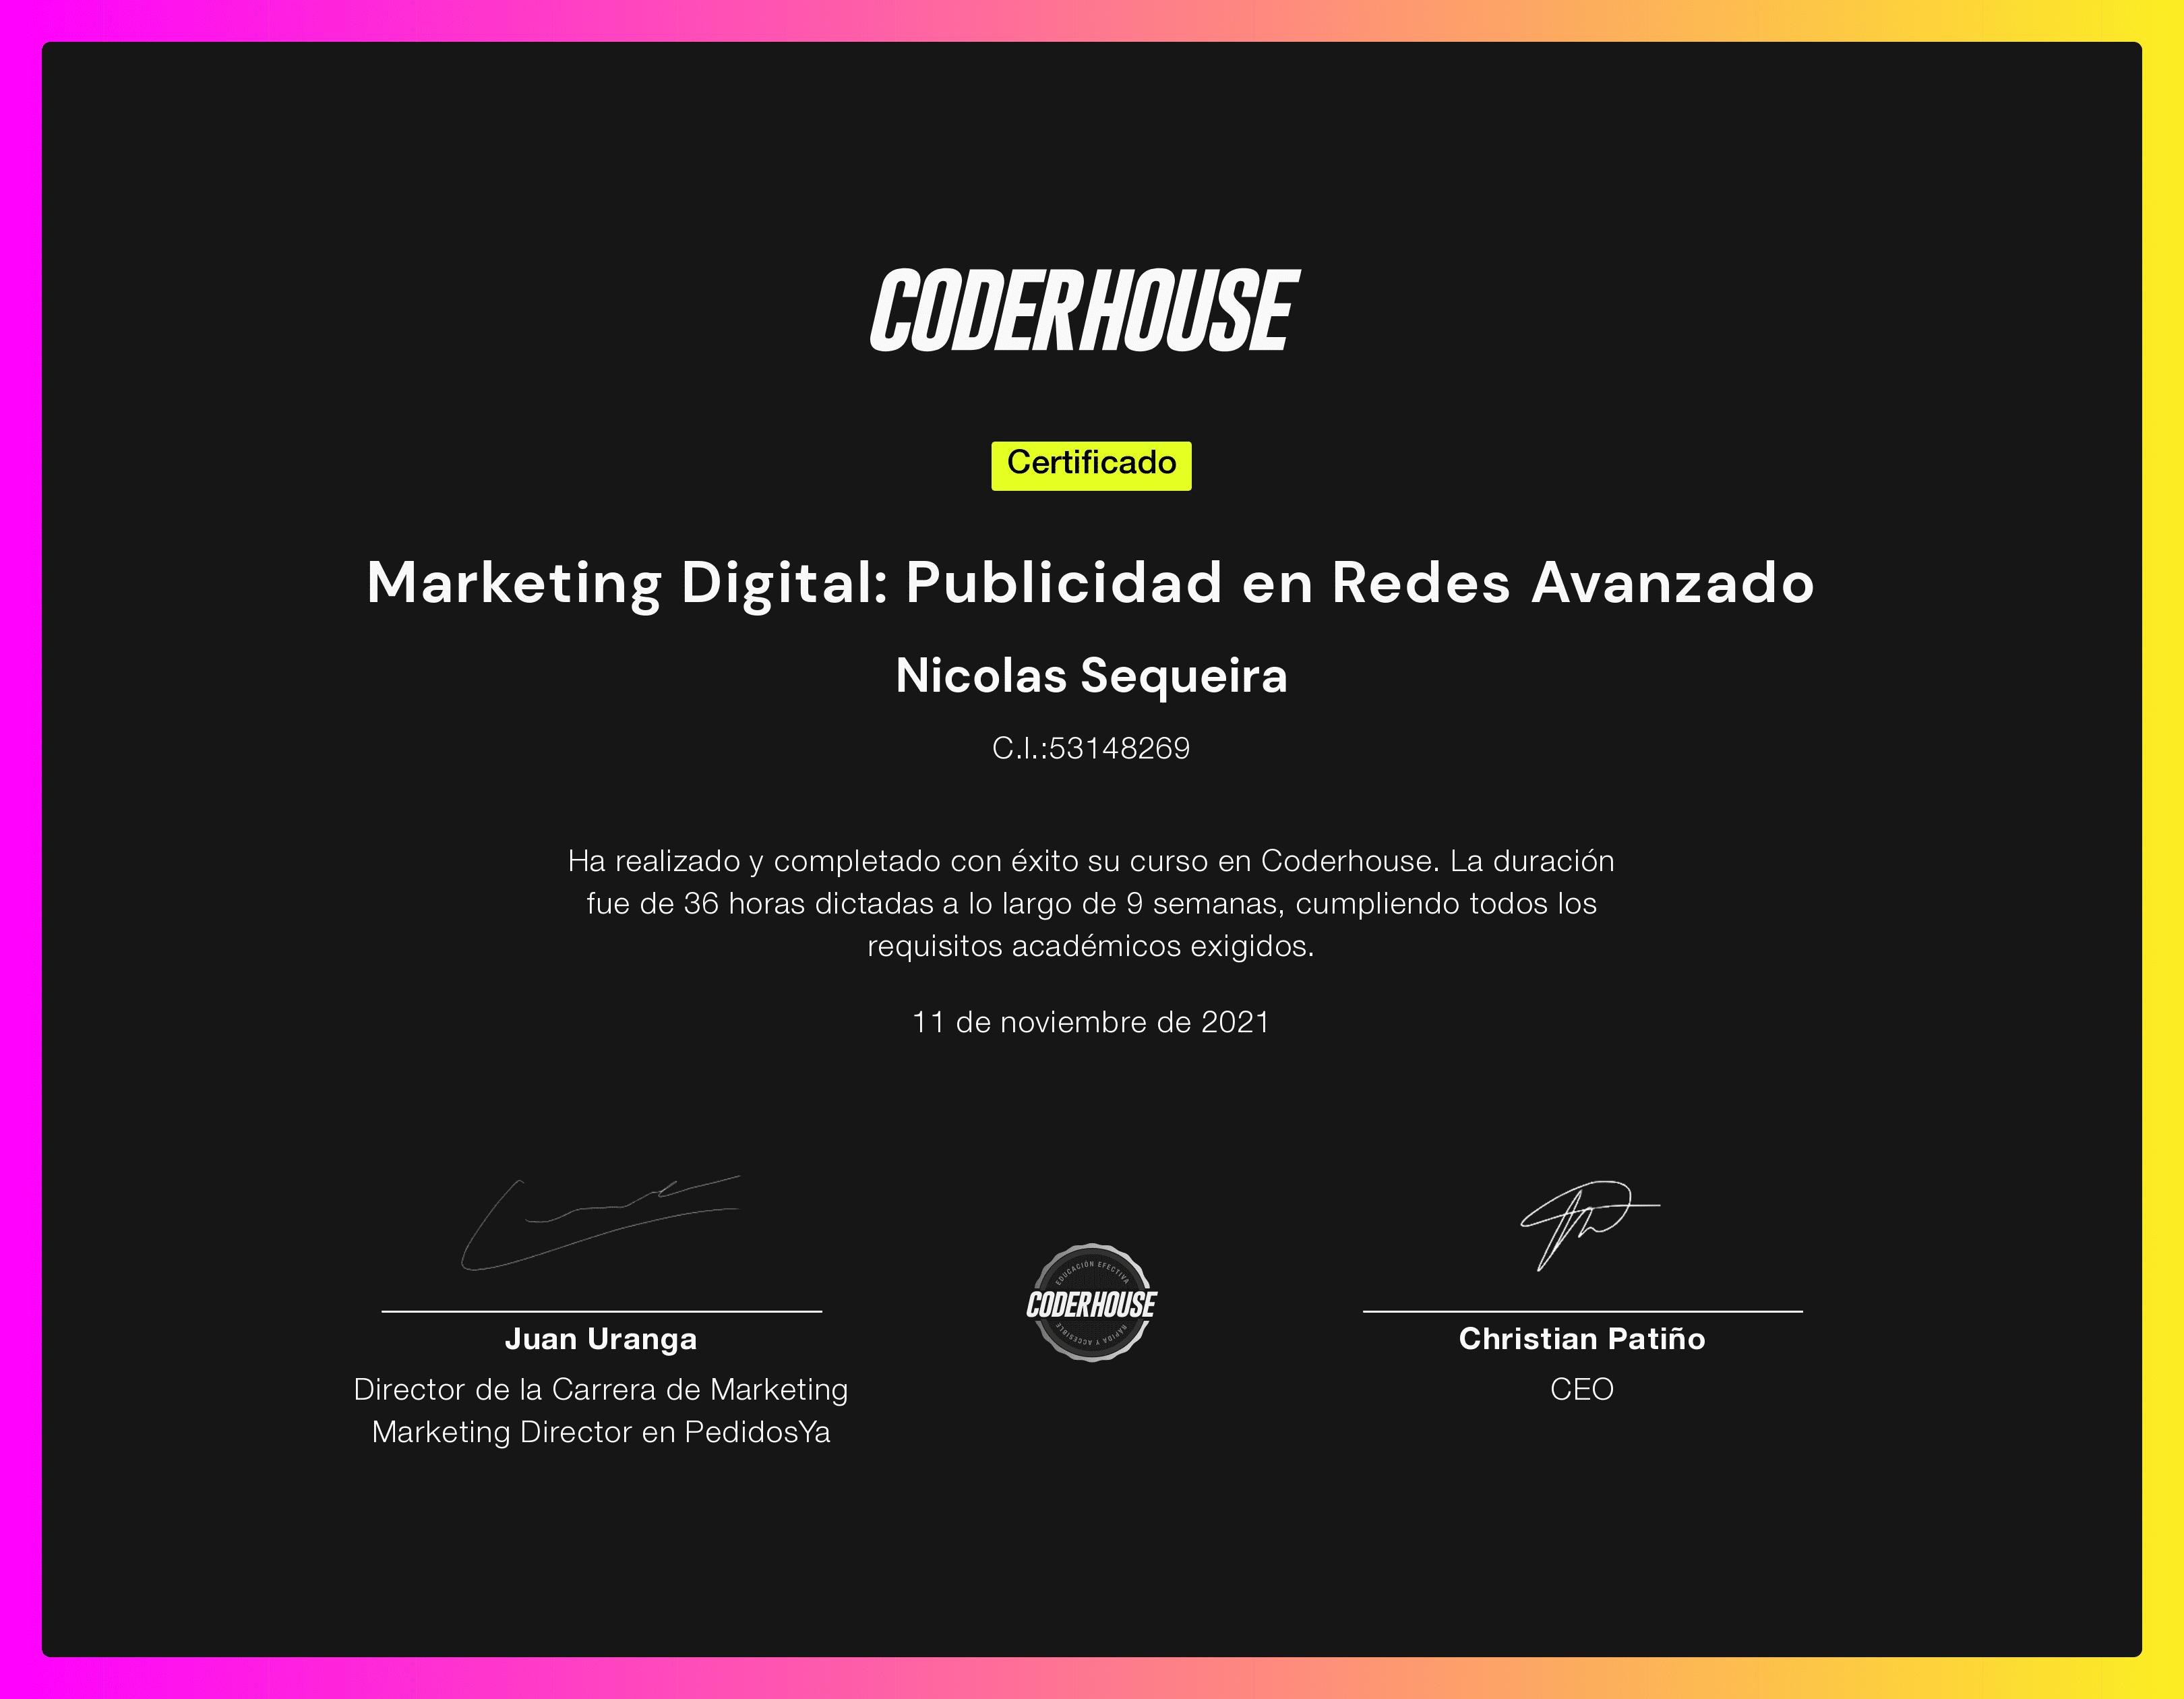 CODERHOUSE
Certificado
Marketing Digital: Publicidad en Redes Avanzado
Nicolas Sequeira
C.I.:53148269
Ha realizado y completado con éxito su curso en Coderhouse. La duración
fue de 36 horas dictadas a lo largo de 9 semanas, cumpliendo todos los
requisitos académicos exigidos.
11 de noviembre de 2021
EDUCACIÓN EFECTIVA
CODERHOUSE
RÁPIDA Y ACCESIBLE
Juan Uranga
Director de la Carrera de Marketing
Marketing Director en PedidosYa
Christian Patiño
CEO